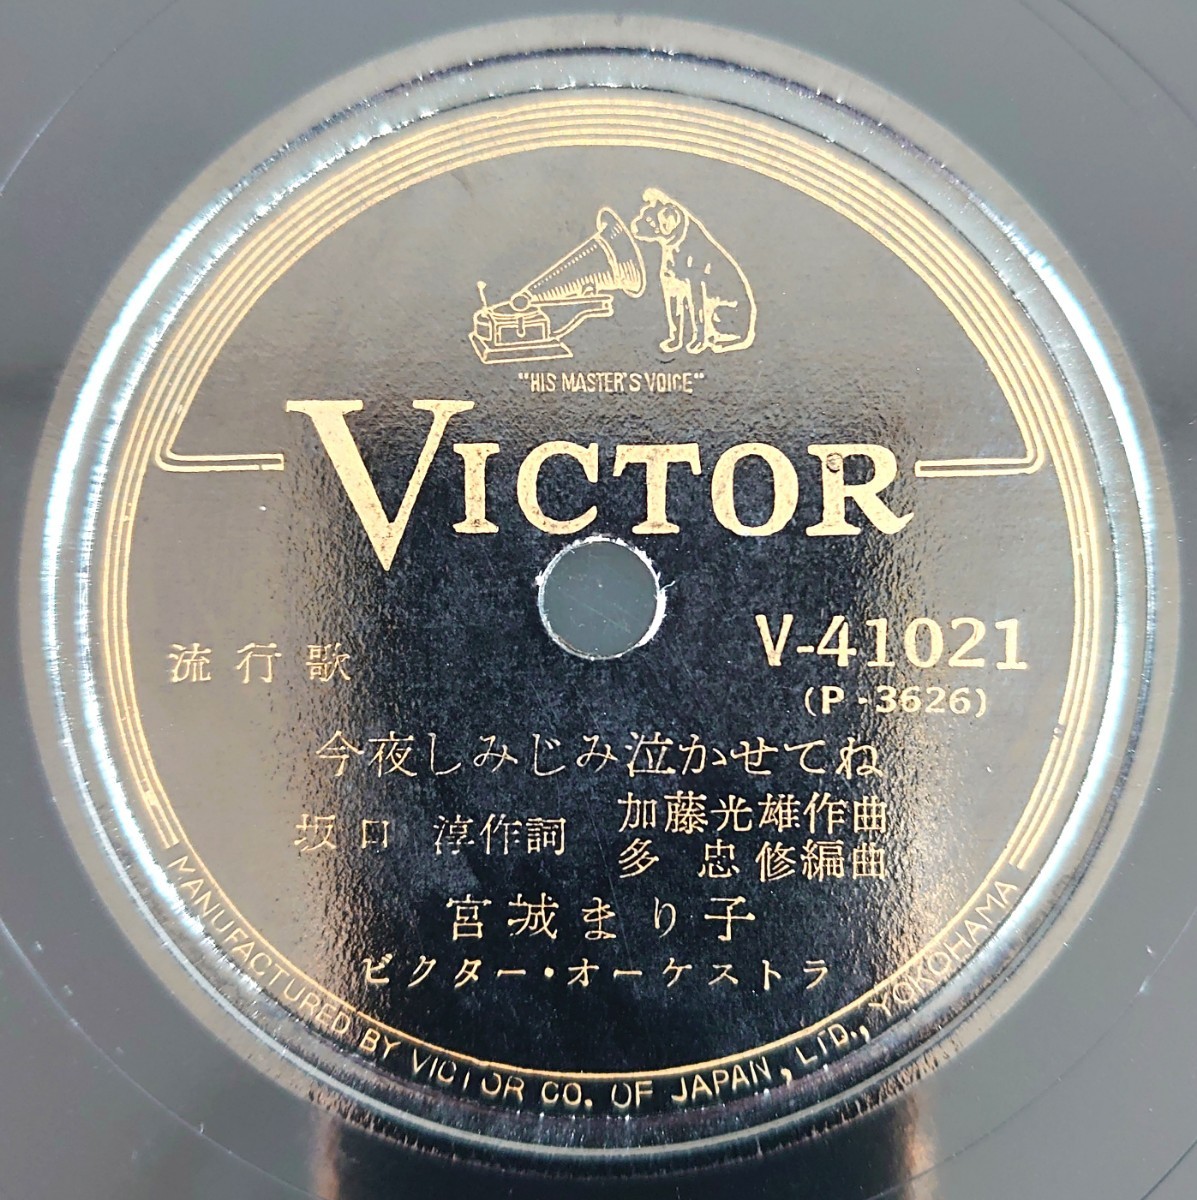 "HIS MASTER'S VOICE"
VICTOR
流行歌
V-41021
(P・3626)
今夜しみじみ泣かせてね
坂口 淳作詞
加藤光雄作曲
多 忠修編曲
宮城まり子
ビクター・オーケストラ
MANUFACTURED BY VICTOR CO. OF JAPAN, LTD., YOKOHAMA